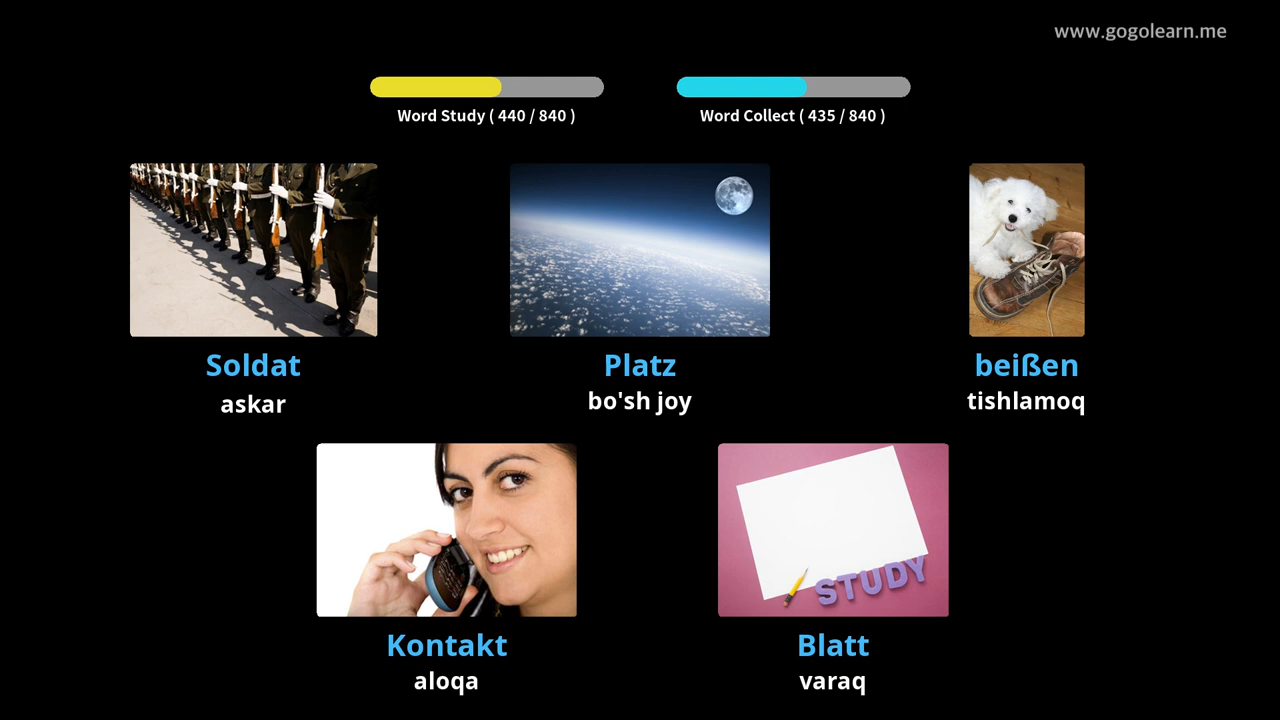 www.gogolearn.me
Word Study ( 440 / 840 )
Word Collect ( 435 / 840 )
Soldat
askar
Platz
bo'sh joy
beißen
tishlamoq
STUDY
Kontakt
aloqa
Blatt
varaq